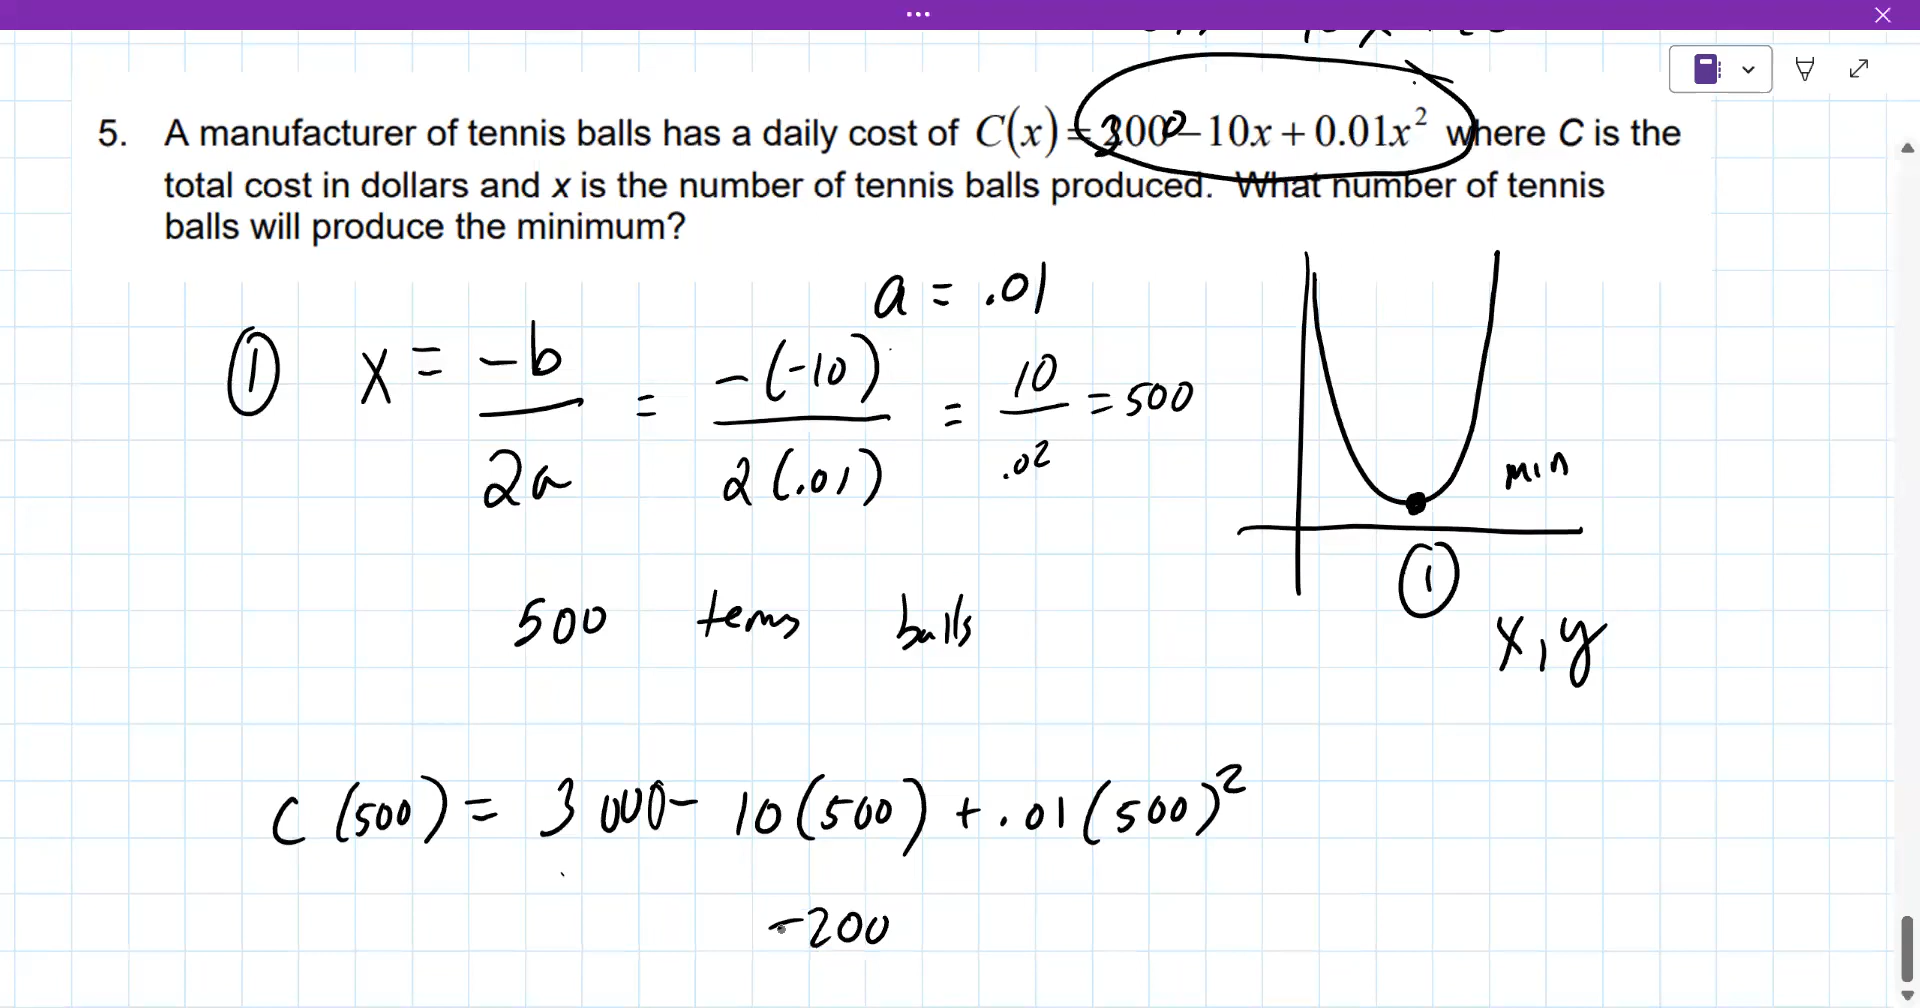 5. A manufacturer of tennis balls has a daily cost of C(x) = 3000 − 10x + 0.01x² where C is the
total cost in dollars and x is the number of tennis balls produced. What number of tennis
balls will produce the minimum?
a = .01
① x = -b / 2a = -(-10) / 2(.01) = 10 / .02 = 500
min
①
x, y
500 tennis balls
C(500) = 3000 - 10(500) + .01(500)²
-200